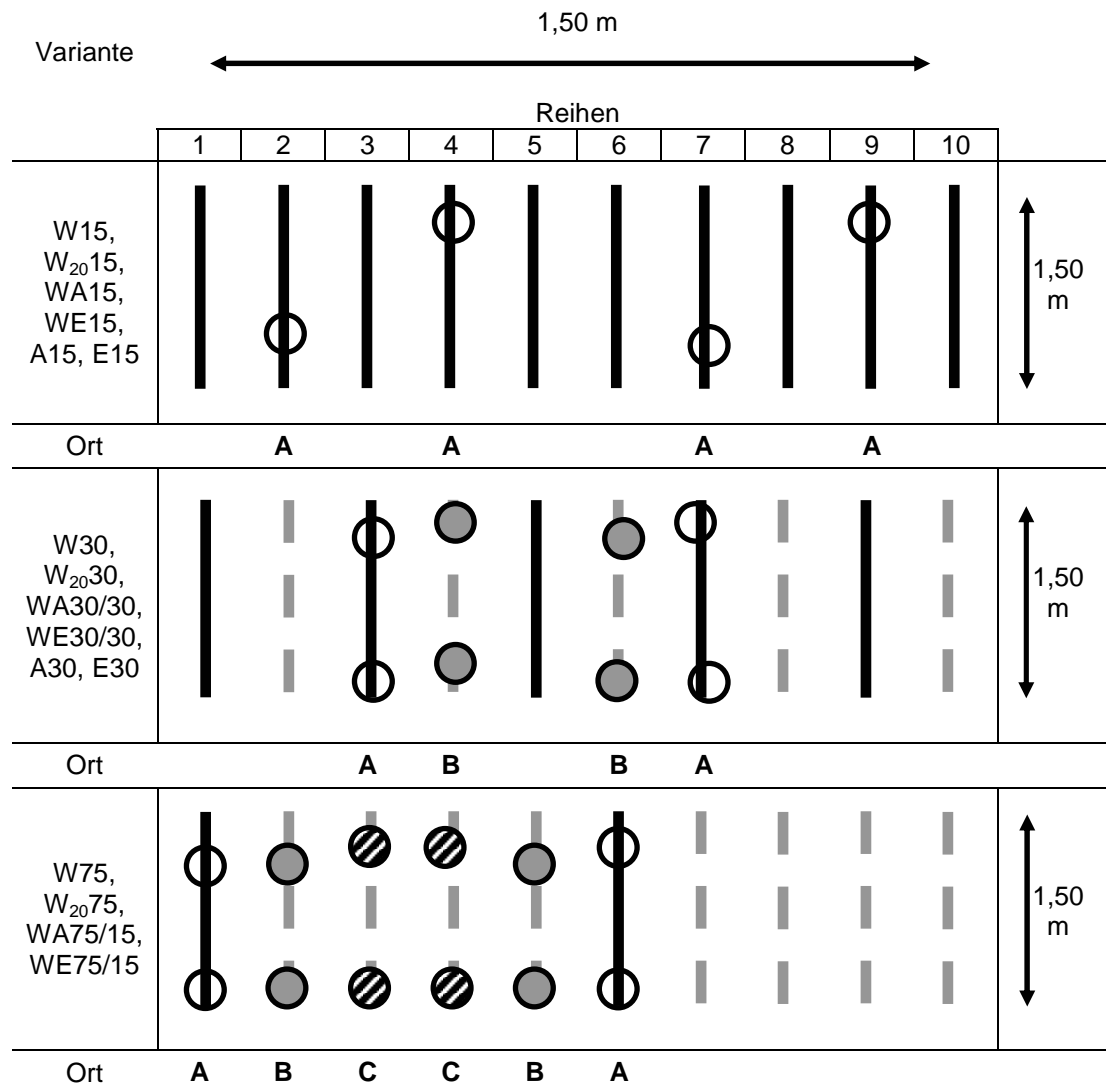 1,50 m
Variante
Reihen
1 2 3 4 5 6 7 8 9 10
W15,
W₂₀15,
WA15,
WE15,
A15, E15
1,50
m
Ort A A A A
W30,
W₂₀30,
WA30/30,
WE30/30,
A30, E30
1,50
m
Ort A B B A
W75,
W₂₀75,
WA75/15,
WE75/15
1,50
m
Ort A B C C B A